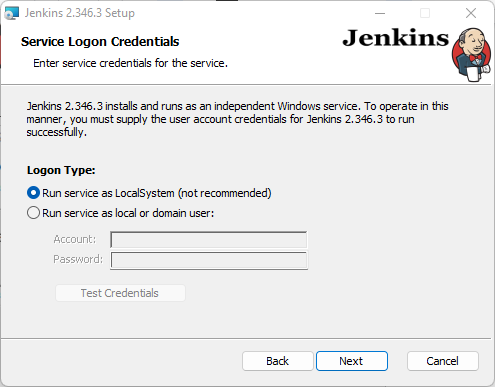 Jenkins 2.346.3 Setup
Service Logon Credentials
Enter service credentials for the service.
Jenkins
Jenkins 2.346.3 installs and runs as an independent Windows service. To operate in this
manner, you must supply the user account credentials for Jenkins 2.346.3 to run
successfully.
Logon Type:
Run service as LocalSystem (not recommended)
Run service as local or domain user:
Account:
Password:
Test Credentials
Back
Next
Cancel